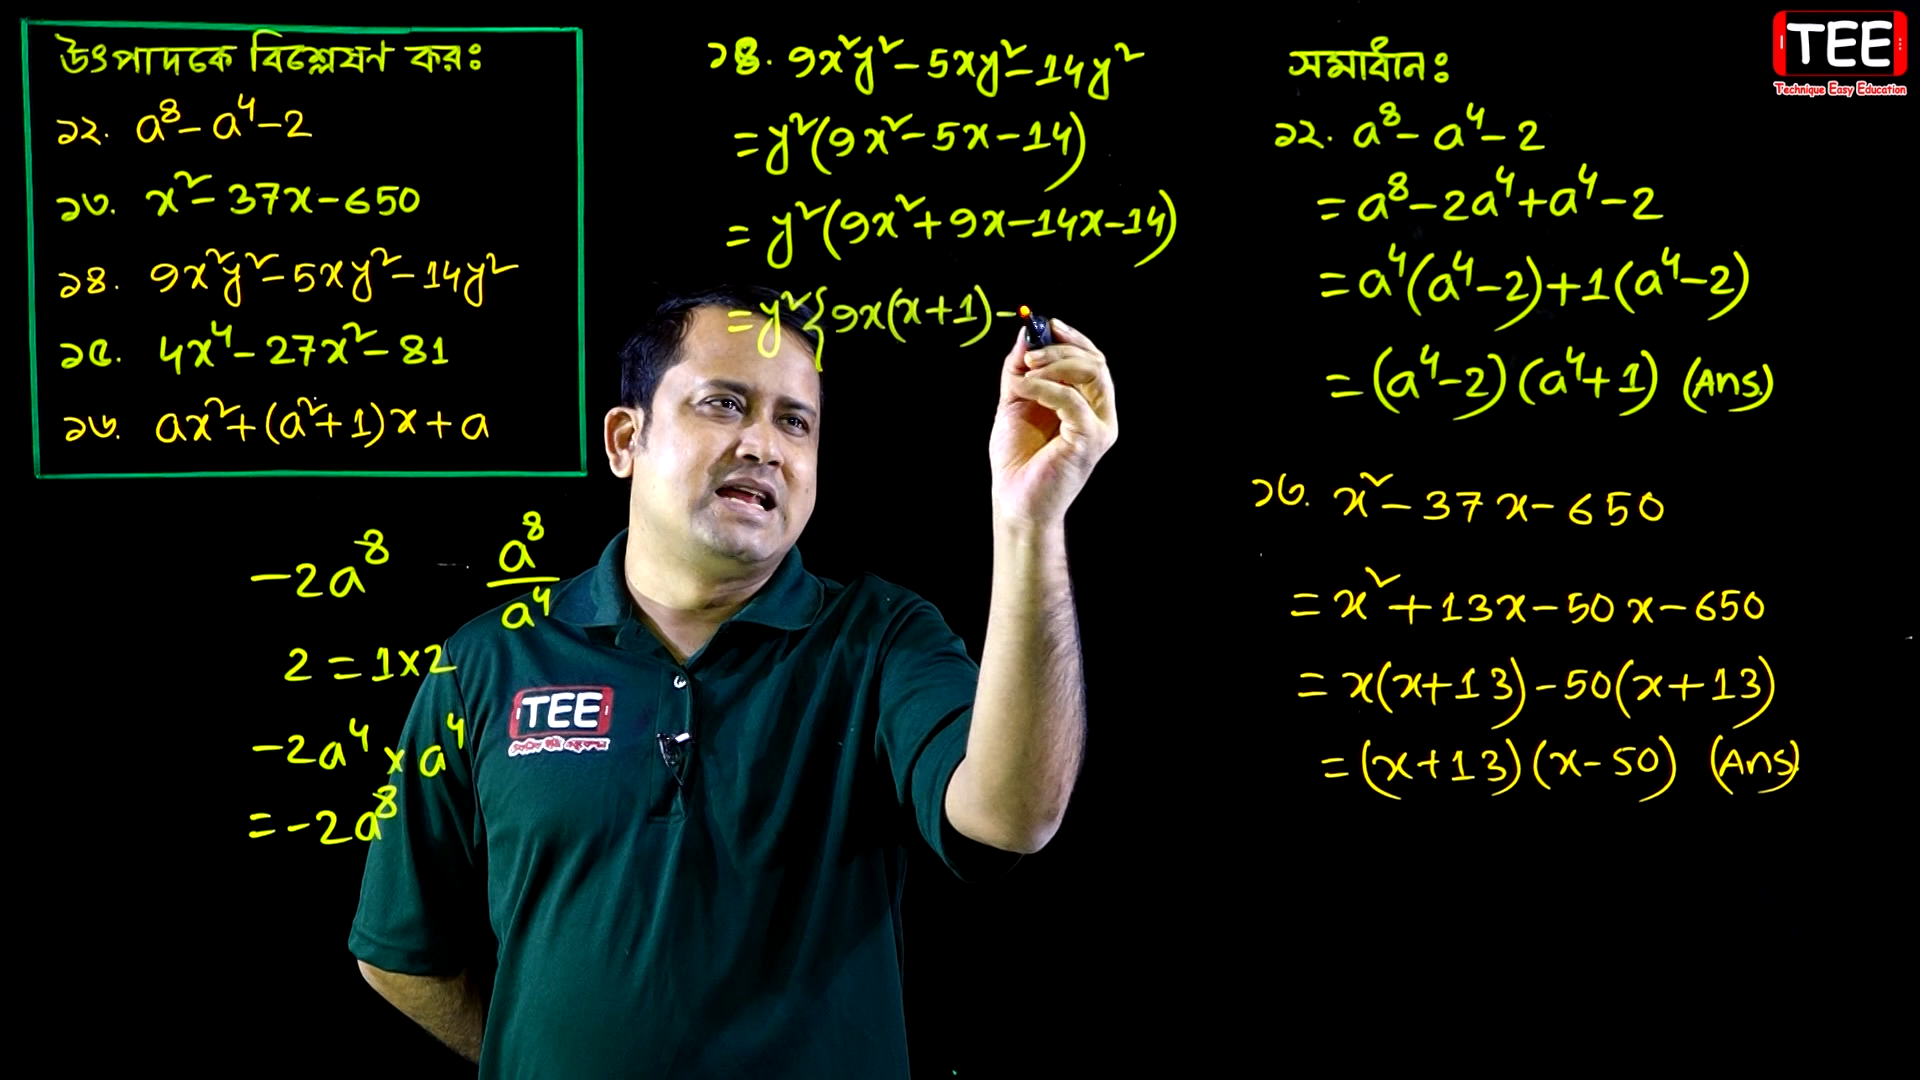 উৎপাদকে বিশ্লেষণ করঃ
১২. a⁸ - a⁴ - 2
১৩. x² - 37x - 650
১৪. 9x²y² - 5xy² - 14y²
১৫. 4x⁴ - 27x² - 81
১৬. ax² + (a² + 1)x + a
-2a⁸
a⁸/a⁴
2 = 1×2
-2a⁴ × a⁴
= -2a⁸
১৪. 9x²y² - 5xy² - 14y²
= y²(9x² - 5x - 14)
= y²(9x² + 9x - 14x - 14)
= y²{9x(x+1) -
সমাধানঃ
১২. a⁸ - a⁴ - 2
= a⁸ - 2a⁴ + a⁴ - 2
= a⁴(a⁴ - 2) + 1(a⁴ - 2)
= (a⁴ - 2)(a⁴ + 1) (Ans.)
১৩. x² - 37x - 650
= x² + 13x - 50x - 650
= x(x+13) - 50(x+13)
= (x+13)(x-50) (Ans)
TEE
Technique Easy Education
TEE